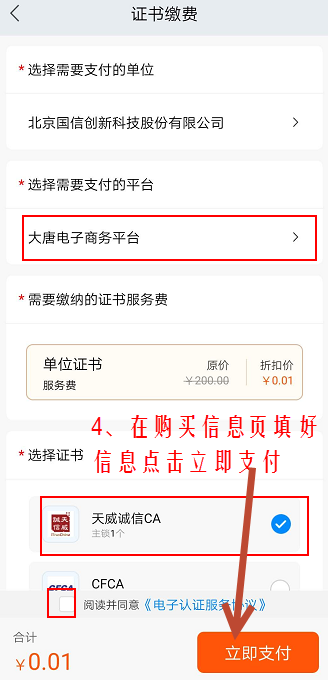 证书缴费
* 选择需要支付的单位
北京国信创新科技股份有限公司
* 选择需要支付的平台
大唐电子商务平台
* 需要缴纳的证书服务费
单位证书 原价 折扣价
服务费 ¥200.00 ¥0.01
4、在购买信息页填好
信息点击立即支付
* 选择证书
天威诚信CA
主锁1个
CFCA
阅读并同意《电子认证服务协议》
合计
¥0.01
立即支付